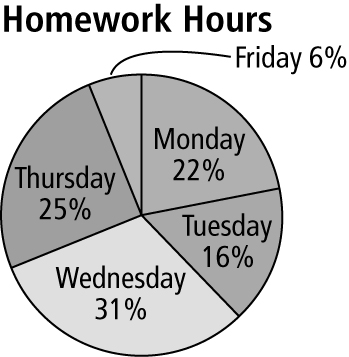 Homework Hours
Friday 6%
Monday
22%
Thursday
25%
Tuesday
16%
Wednesday
31%